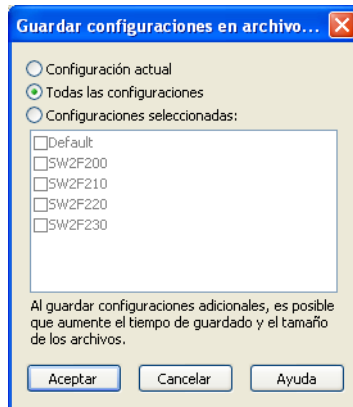 Guardar configuraciones en archivo...
Configuración actual
Todas las configuraciones
Configuraciones seleccionadas:
Default
SW2F200
SW2F210
SW2F220
SW2F230
Al guardar configuraciones adicionales, es posible
que aumente el tiempo de guardado y el tamaño
de los archivos.
Aceptar Cancelar Ayuda